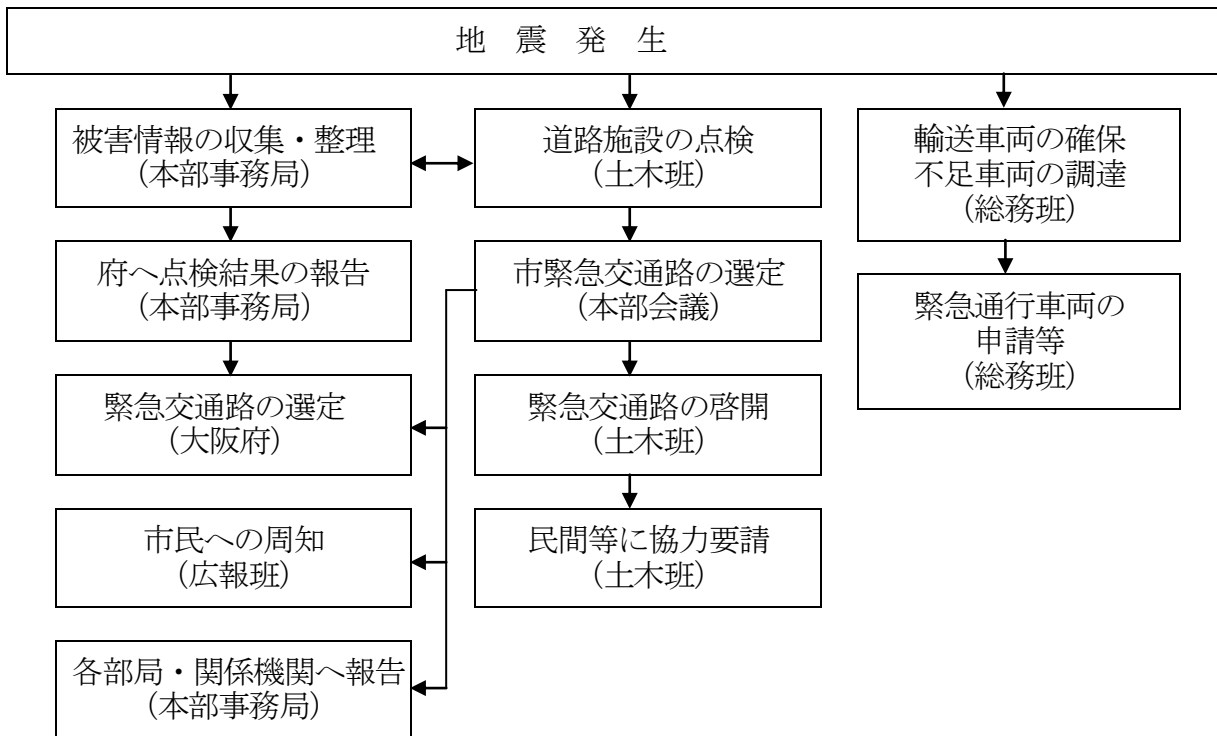 地 震 発 生
被害情報の収集・整理
（本部事務局）
府へ点検結果の報告
（本部事務局）
緊急交通路の選定
（大阪府）
市民への周知
（広報班）
各部局・関係機関へ報告
（本部事務局）
道路施設の点検
（土木班）
市緊急交通路の選定
（本部会議）
緊急交通路の啓開
（土木班）
民間等に協力要請
（土木班）
輸送車両の確保
不足車両の調達
（総務班）
緊急通行車両の
申請等
（総務班）